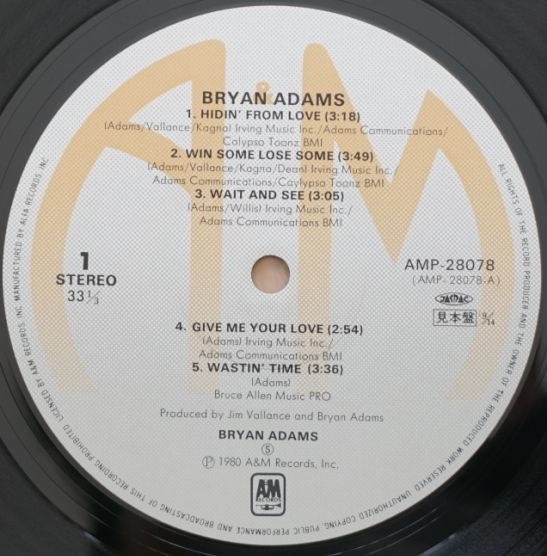 A&M
BRYAN ADAMS
1. HIDIN' FROM LOVE (3:18)
(Adams/Vallance/Kagna) Irving Music Inc./Adams Communications/
Calypso Toonz BMI
2. WIN SOME LOSE SOME (3:49)
(Adams/Vallance/Kagna/Dean) Irving Music Inc.
Adams Communications/Caylypso Toonz BMI
3. WAIT AND SEE (3:05)
(Adams/Willis) Irving Music Inc./
Adams Communications BMI
1
STEREO
33⅓
AMP-28078
(AMP-28078-A)
見本盤 9/14
4. GIVE ME YOUR LOVE (2:54)
(Adams) Irving Music Inc./
Adams Communications BMI
5. WASTIN' TIME (3:36)
(Adams)
Bruce Allen Music PRO
Produced by Jim Vallance and Bryan Adams
BRYAN ADAMS
⑤
Ⓟ 1980 A&M Records, Inc.
A&M
RECORDS
ALL RIGHTS OF THE RECORD PRODUCER AND THE OWNER OF THE REPRODUCED WORK RESERVED. UNAUTHORIZED COPYING, PUBLIC PERFORMANCE AND BROADCASTING OF THIS RECORDING PROHIBITED. LICENSED BY A&M RECORDS INC. MANUFACTURED BY ALFA RECORDS, INC.